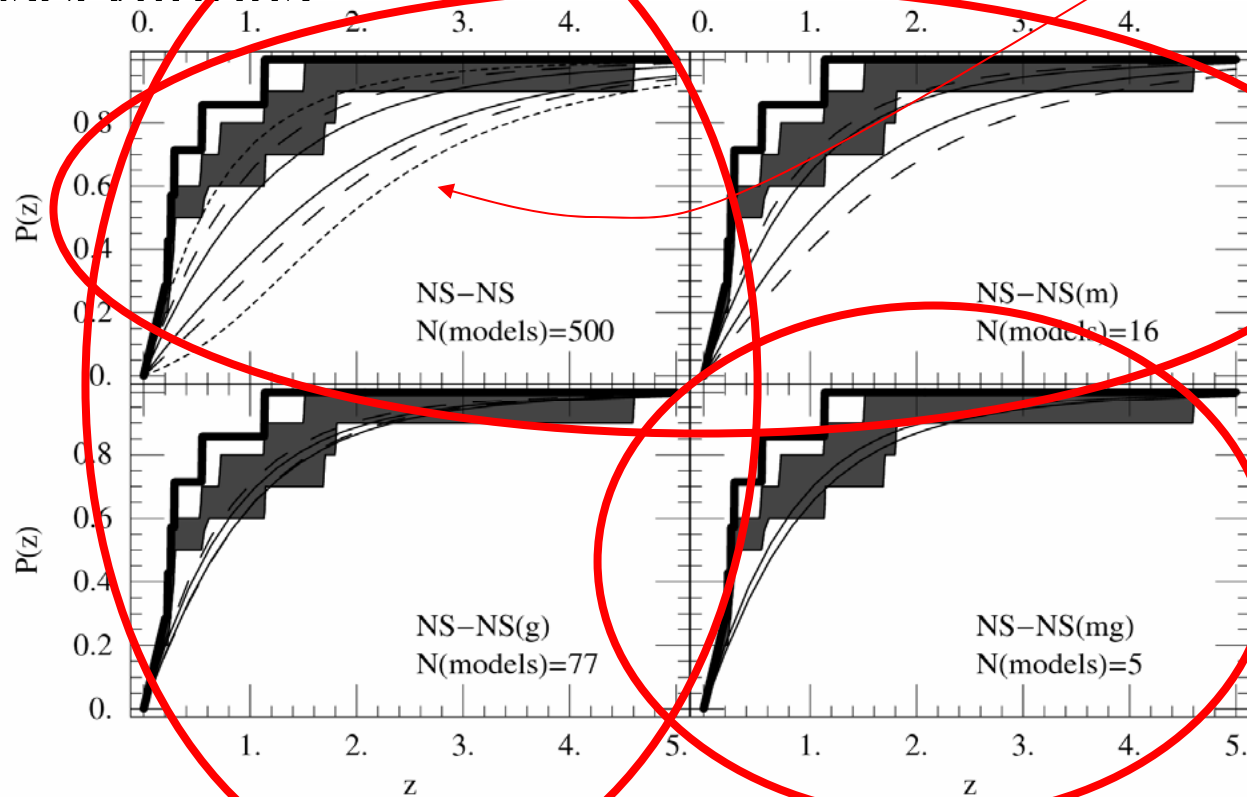 0. 1. 2. 3. 4. 0. 1. 2. 3. 4.
P(z)
0.8
0.6
0.4
0.2
0.
NS−NS
N(models)=500
NS−NS(m)
N(models)=16
P(z)
0.8
0.6
0.4
0.2
0.
NS−NS(g)
N(models)=77
NS−NS(mg)
N(models)=5
1. 2. 3. 4. 5. 1. 2. 3. 4. 5.
z z